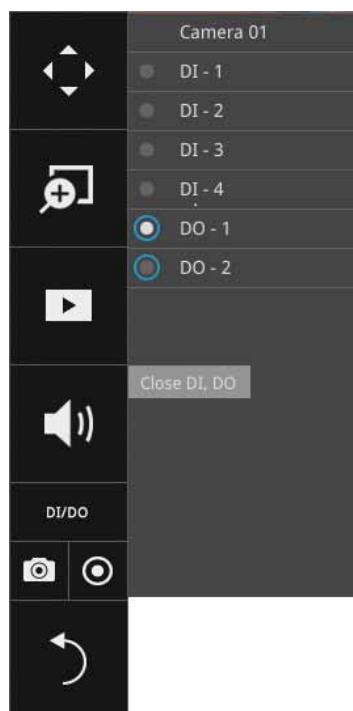 Camera 01
DI - 1
DI - 2
DI - 3
DI - 4
DO - 1
DO - 2
Close DI, DO
DI/DO